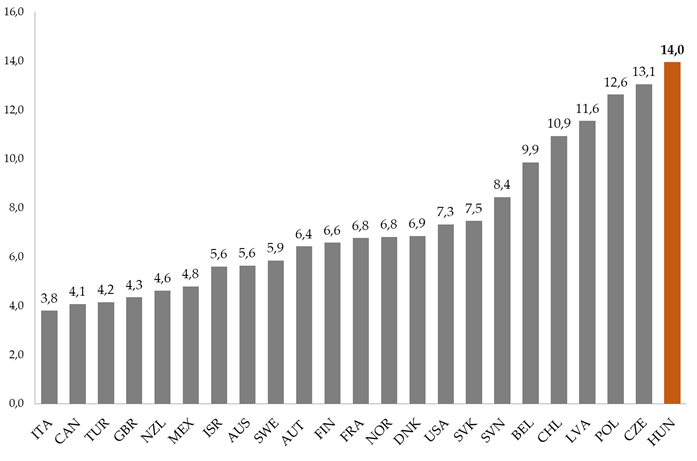 16,0
14,0
12,0
10,0
8,0
6,0
4,0
2,0
0,0
3,8
4,1
4,2
4,3
4,6
4,8
5,6
5,6
5,9
6,4
6,6
6,8
6,8
6,9
7,3
7,5
8,4
9,9
10,9
11,6
12,6
13,1
14,0
ITA
CAN
TUR
GBR
NZL
MEX
ISR
AUS
SWE
AUT
FIN
FRA
NOR
DNK
USA
SVK
SVN
BEL
CHL
LVA
POL
CZE
HUN